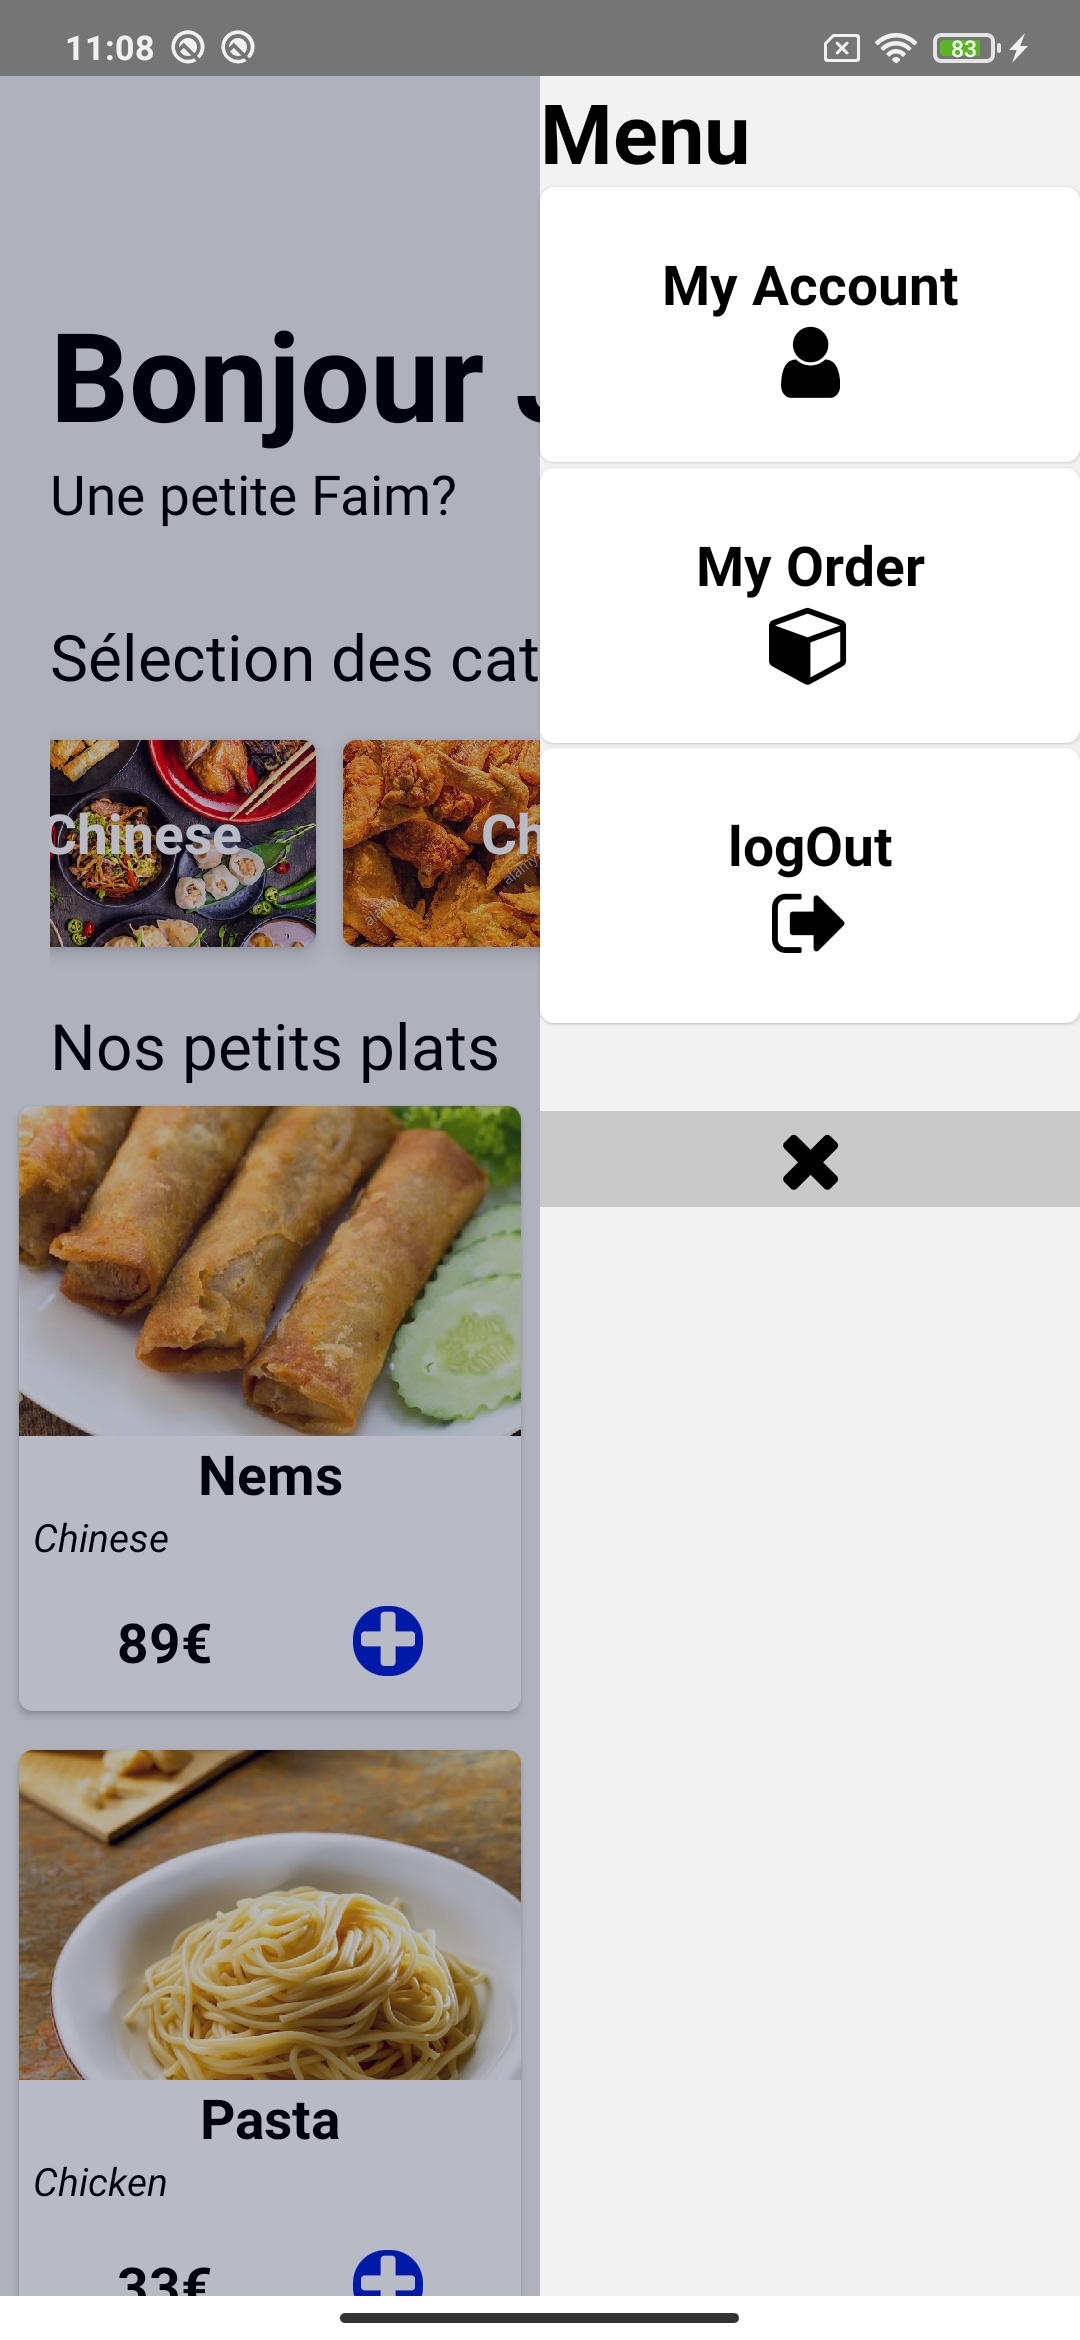 11:08
83
Menu
My Account
My Order
logOut
Bonjour
Une petite Faim?
Sélection des cat
Chinese
Ch
alamy
Nos petits plats
Nems
Chinese
89€
Pasta
Chicken
33€